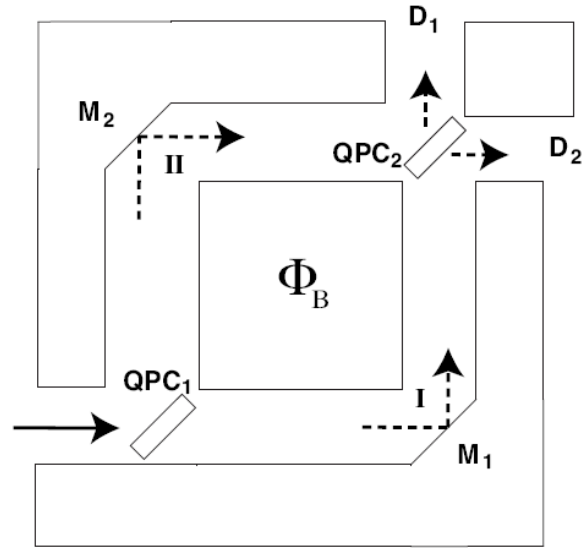 D₁
M₂
QPC₂
D₂
II
Φ_B
QPC₁
I
M₁